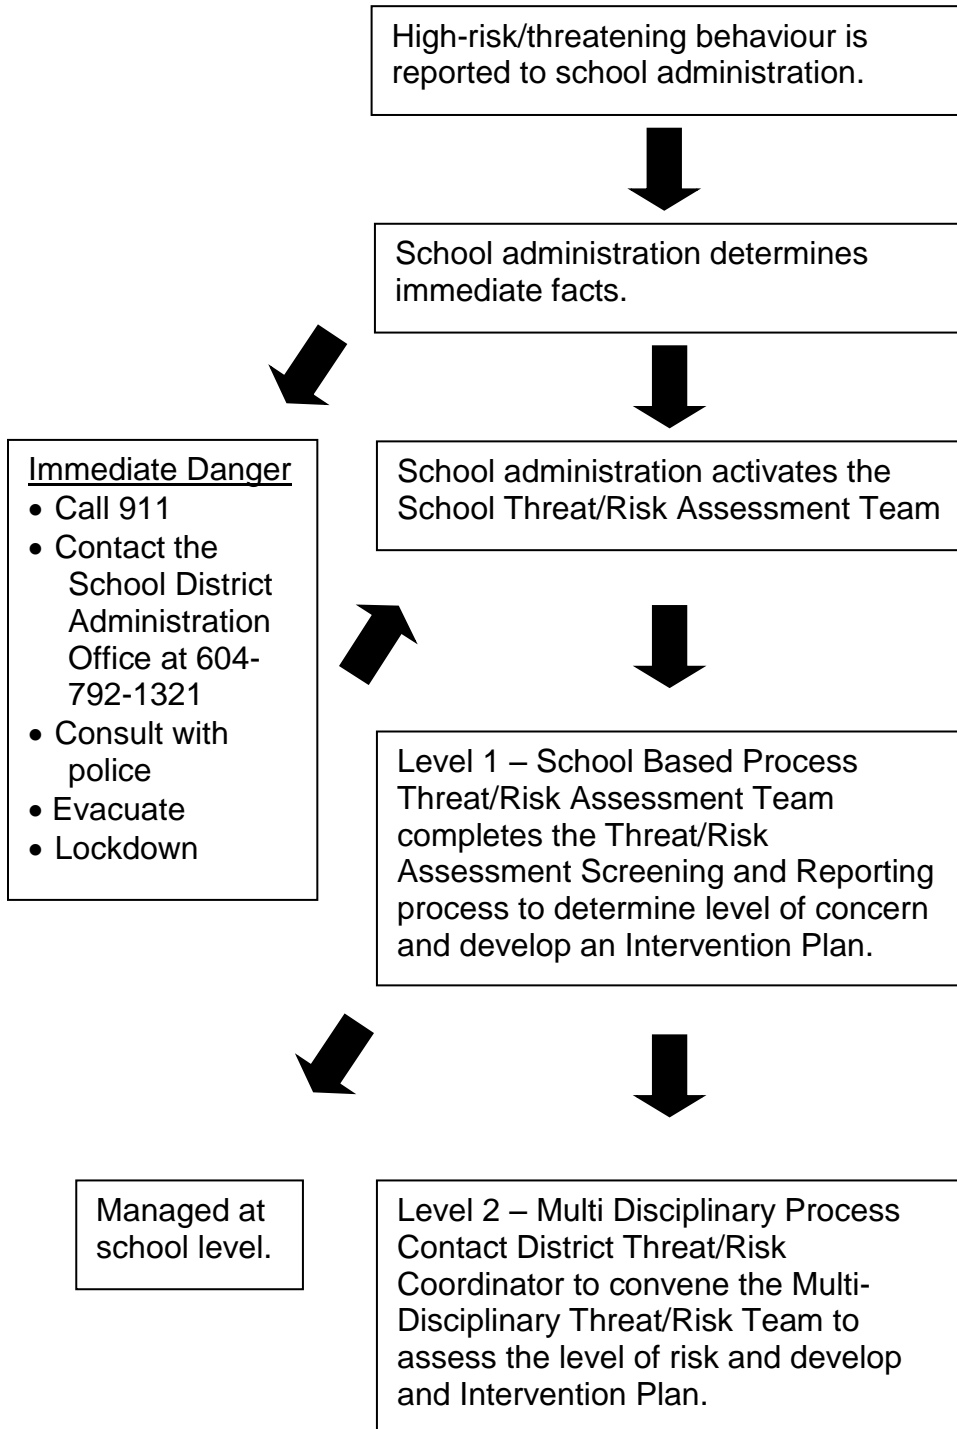 High-risk/threatening behaviour is
reported to school administration.
School administration determines
immediate facts.
Immediate Danger
• Call 911
• Contact the
School District
Administration
Office at 604-
792-1321
• Consult with
police
• Evacuate
• Lockdown
School administration activates the
School Threat/Risk Assessment Team
Level 1 – School Based Process
Threat/Risk Assessment Team
completes the Threat/Risk
Assessment Screening and Reporting
process to determine level of concern
and develop an Intervention Plan.
Managed at
school level.
Level 2 – Multi Disciplinary Process
Contact District Threat/Risk
Coordinator to convene the Multi-
Disciplinary Threat/Risk Team to
assess the level of risk and develop
and Intervention Plan.